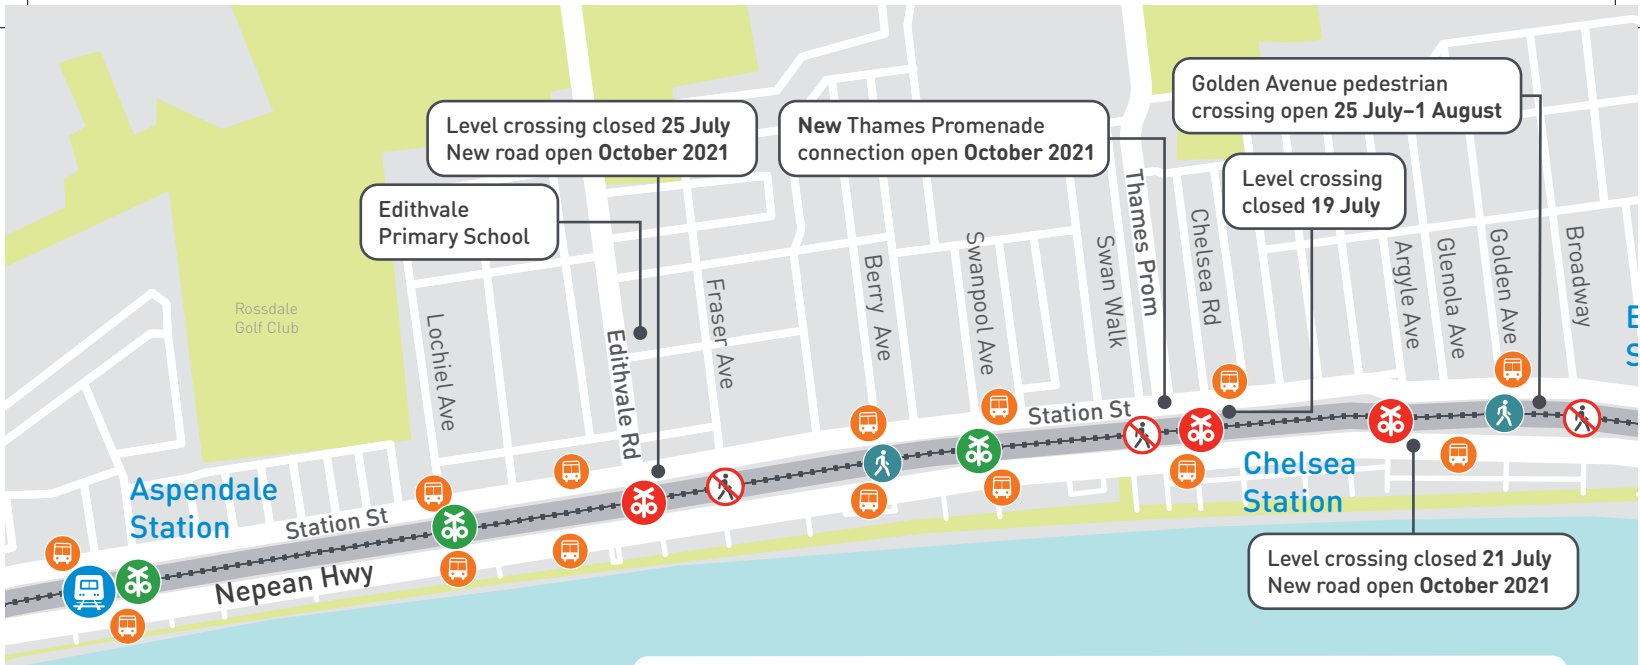 Golden Avenue pedestrian
crossing open 25 July–1 August
Level crossing closed 25 July
New road open October 2021
New Thames Promenade
connection open October 2021
Level crossing
closed 19 July
Edithvale
Primary School
Rossdale
Golf Club
Lochiel Ave
Edithvale Rd
Fraser Ave
Berry Ave
Swanpool Ave
Swan Walk
Thames Prom
Chelsea Rd
Argyle Ave
Glenola Ave
Golden Ave
Broadway
E
S
Station St
Chelsea
Station
Aspendale
Station
Station St
Nepean Hwy
Level crossing closed 21 July
New road open October 2021